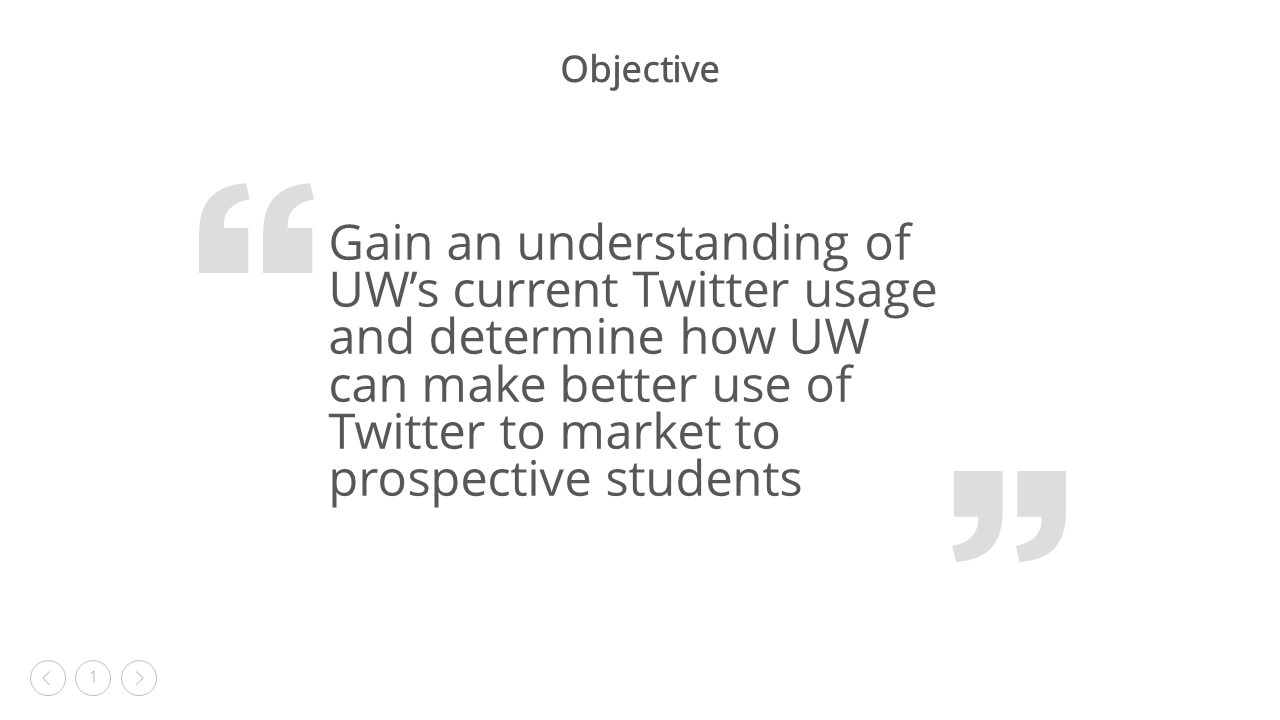 Objective
“
Gain an understanding of
UW’s current Twitter usage
and determine how UW
can make better use of
Twitter to market to
prospective students
”
1